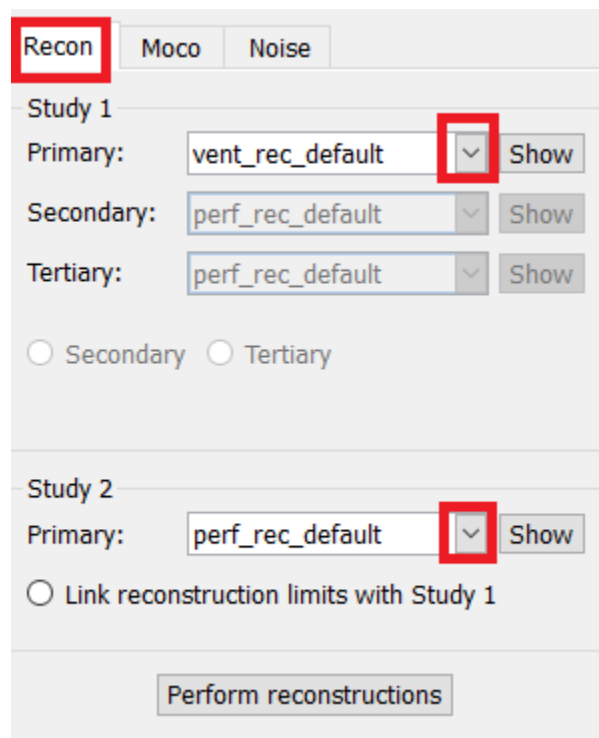 Recon Moco Noise
Study 1
Primary: vent_rec_default Show
Secondary: perf_rec_default Show
Tertiary: perf_rec_default Show
Secondary Tertiary
Study 2
Primary: perf_rec_default Show
Link reconstruction limits with Study 1
Perform reconstructions